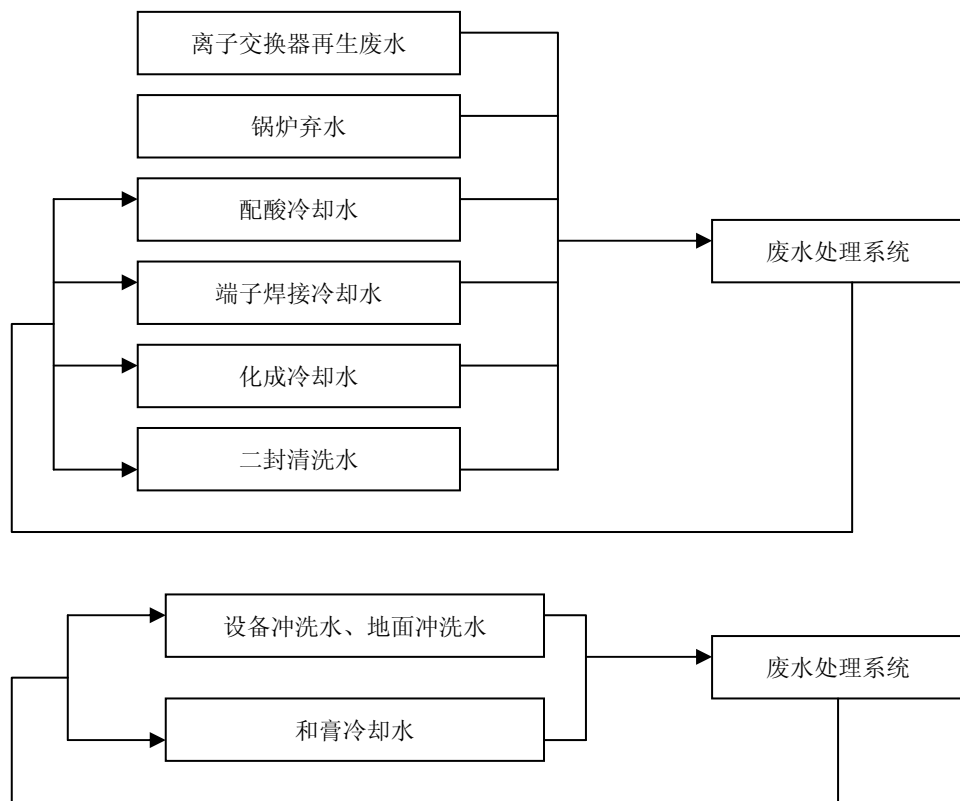 离子交换器再生废水
锅炉弃水
配酸冷却水
废水处理系统
端子焊接冷却水
化成冷却水
二封清洗水
设备冲洗水、地面冲洗水
废水处理系统
和膏冷却水